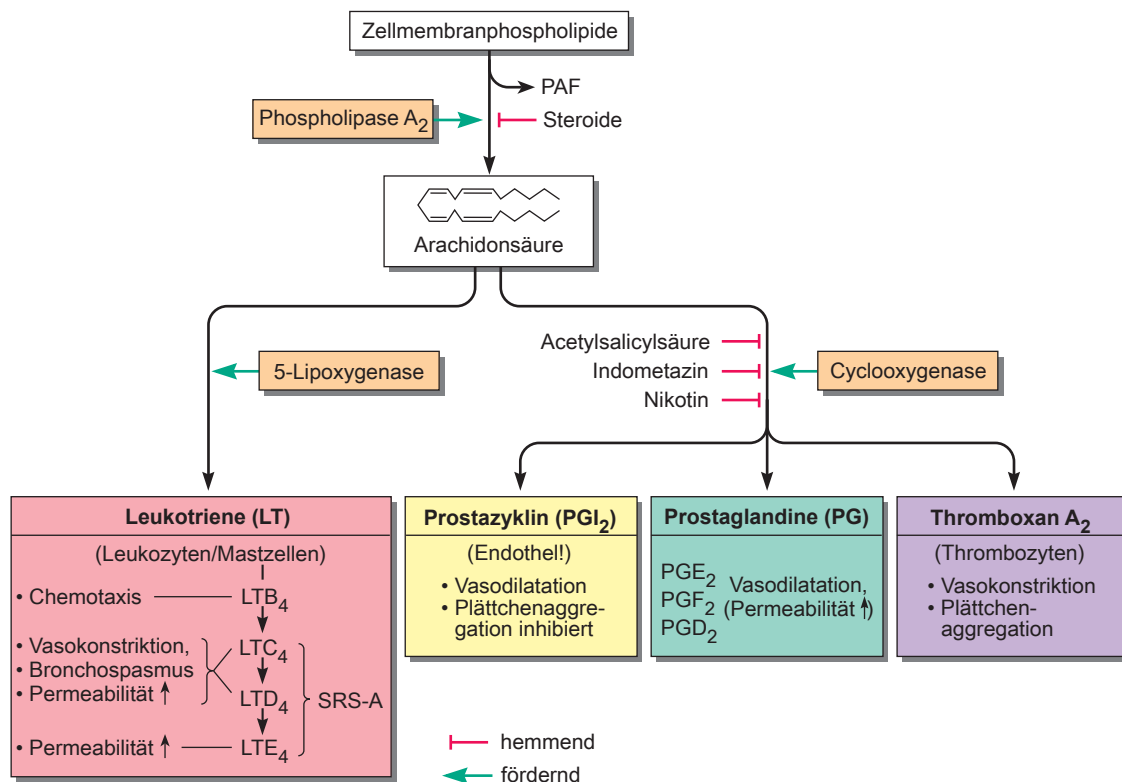 Zellmembranphospholipide
PAF
Phospholipase A₂
Steroide
Arachidonsäure
Acetylsalicylsäure
5-Lipoxygenase
Indometazin
Cyclooxygenase
Nikotin
Leukotriene (LT)
(Leukozyten/Mastzellen)
• Chemotaxis
LTB₄
• Vasokonstriktion,
• Bronchospasmus
• Permeabilität ↑
LTC₄
LTD₄
SRS-A
• Permeabilität ↑
LTE₄
Prostazyklin (PGI₂)
(Endothel!)
• Vasodilatation
• Plättchenaggre-
gation inhibiert
Prostaglandine (PG)
PGE₂
PGF₂
PGD₂
Vasodilatation,
(Permeabilität ↑)
Thromboxan A₂
(Thrombozyten)
• Vasokonstriktion
• Plättchen-
aggregation
hemmend
fördernd